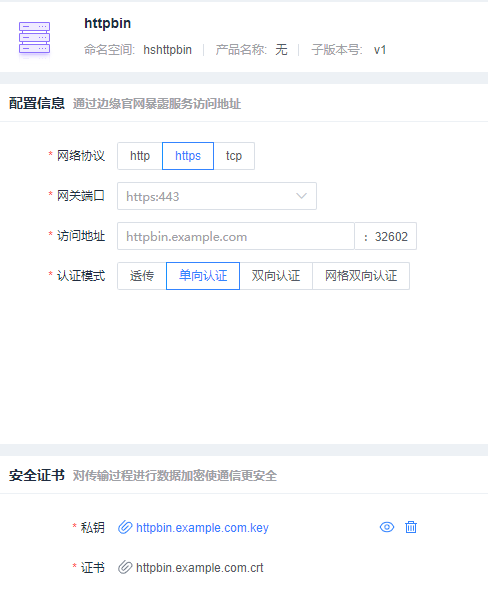 httpbin
命名空间: hshttpbin 产品名称: 无 子版本号: v1
配置信息 通过边缘官网暴露服务访问地址
* 网络协议 http https tcp
* 网关端口 https:443
* 访问地址 httpbin.example.com : 32602
* 认证模式 透传 单向认证 双向认证 网格双向认证
安全证书 对传输过程进行数据加密使通信更安全
* 私钥 httpbin.example.com.key
* 证书 httpbin.example.com.crt